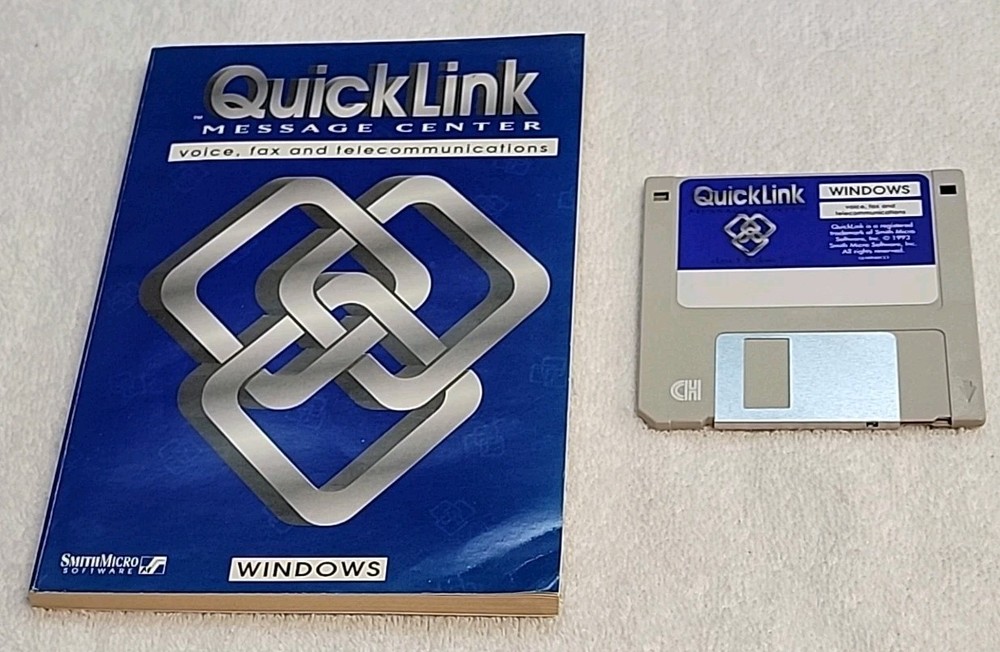 QuickLink
™ MESSAGE CENTER
voice, fax and telecommunications
SMITHMICRO
SOFTWARE
WINDOWS
QuickLink
WINDOWS
voice, fax and
telecommunications
QuickLink is a registered
trademark of Smith Micro
Software, Inc. © 1993
Smith Micro Software, Inc.
All rights reserved.